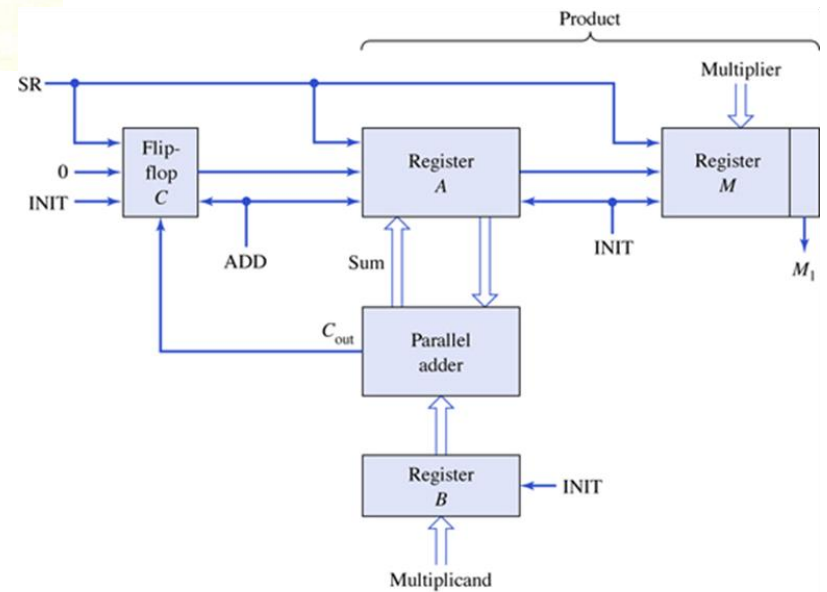 Product
SR
Multiplier
Flip-
flop
C
0
INIT
Register
A
Register
M
ADD
INIT
M1
Sum
Cout
Parallel
adder
Register
B
INIT
Multiplicand